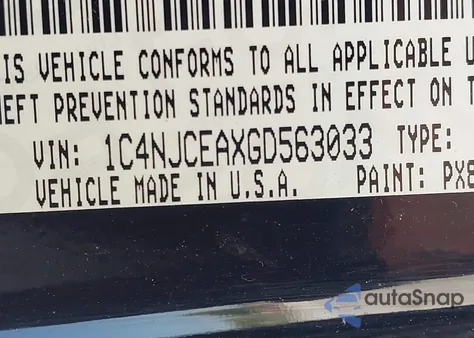 IS VEHICLE CONFORMS TO ALL APPLICABLE U
HEFT PREVENTION STANDARDS IN EFFECT ON T
VIN: 1C4NJCEAXGD563033 TYPE:
VEHICLE MADE IN U.S.A. PAINT: PX8
autoSnap